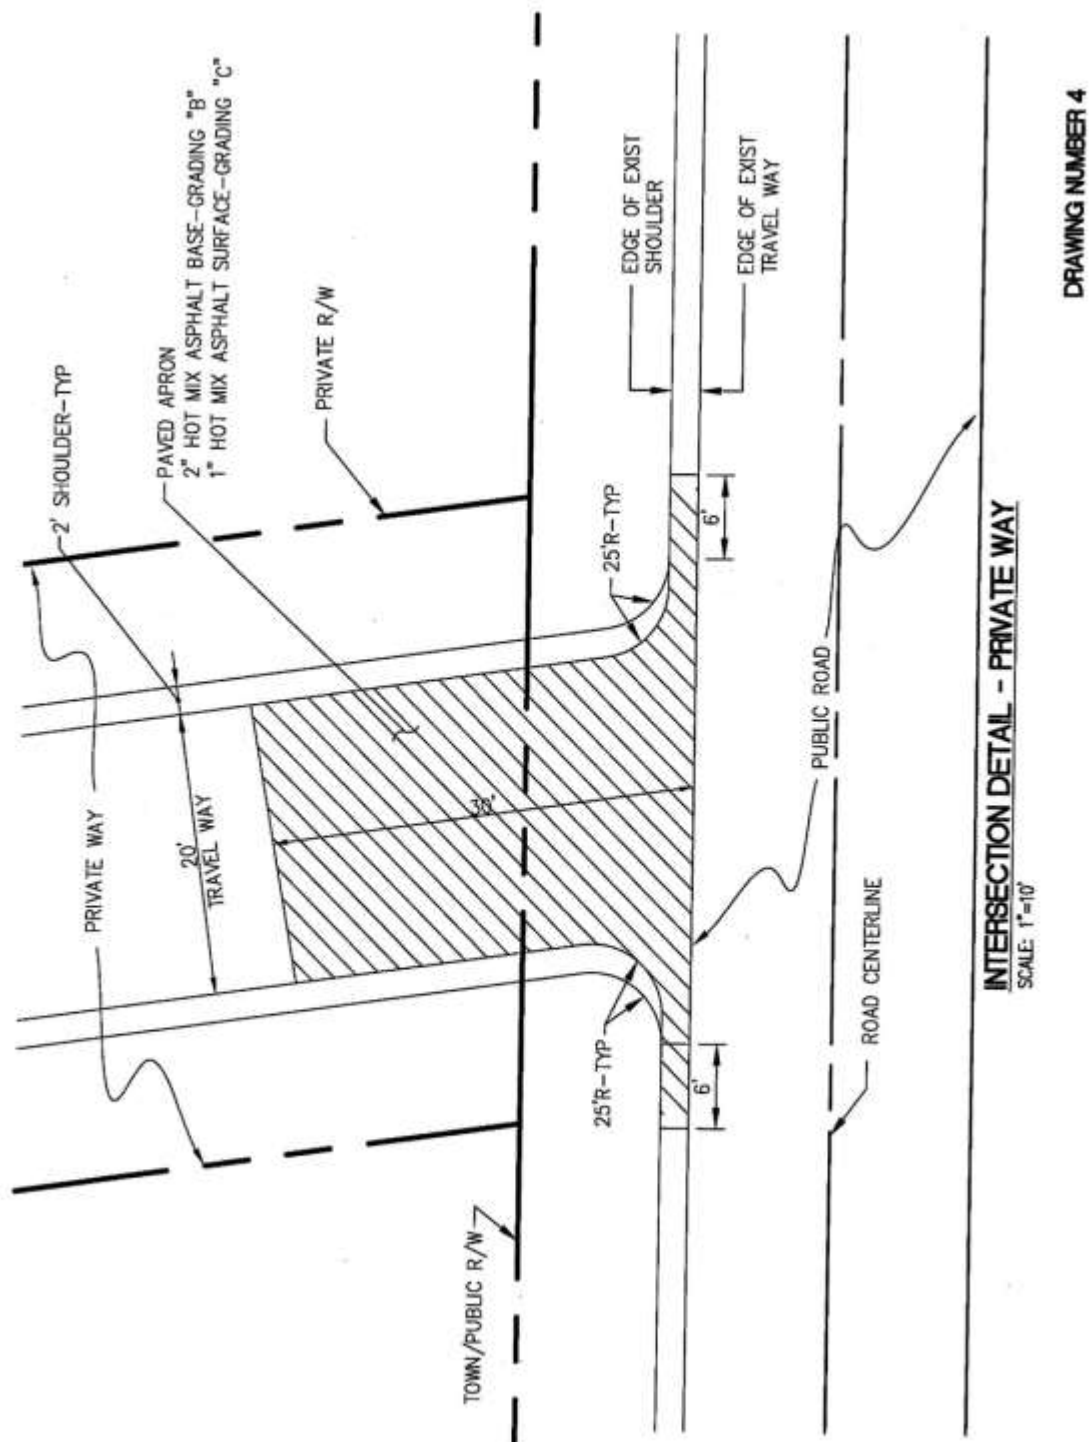 2' SHOULDER-TYP
PAVED APRON
2" HOT MIX ASPHALT BASE-GRADING "B"
1" HOT MIX ASPHALT SURFACE-GRADING "C"
PRIVATE R/W
PRIVATE WAY
20'
TRAVEL WAY
EDGE OF EXIST
SHOULDER
EDGE OF EXIST
TRAVEL WAY
25'R-TYP
6'
25'R-TYP
6'
TOWN/PUBLIC R/W
PUBLIC ROAD
ROAD CENTERLINE
INTERSECTION DETAIL - PRIVATE WAY
SCALE: 1"=10'
DRAWING NUMBER 4